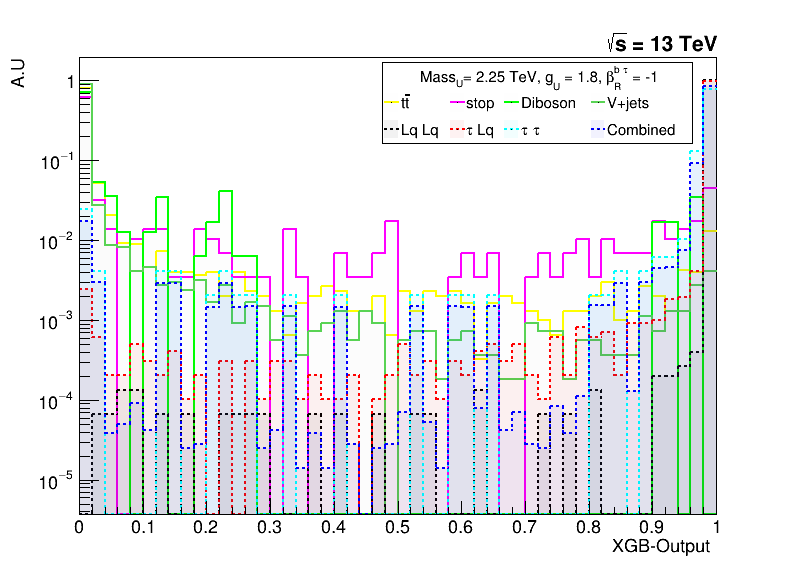 √s = 13 TeV
A.U
Mass_U = 2.25 TeV, g_U = 1.8, β_R^{b τ} = -1
tt̄ stop Diboson V+jets
Lq Lq τ Lq τ τ Combined
1
10⁻¹
10⁻²
10⁻³
10⁻⁴
10⁻⁵
0 0.1 0.2 0.3 0.4 0.5 0.6 0.7 0.8 0.9 1
XGB-Output